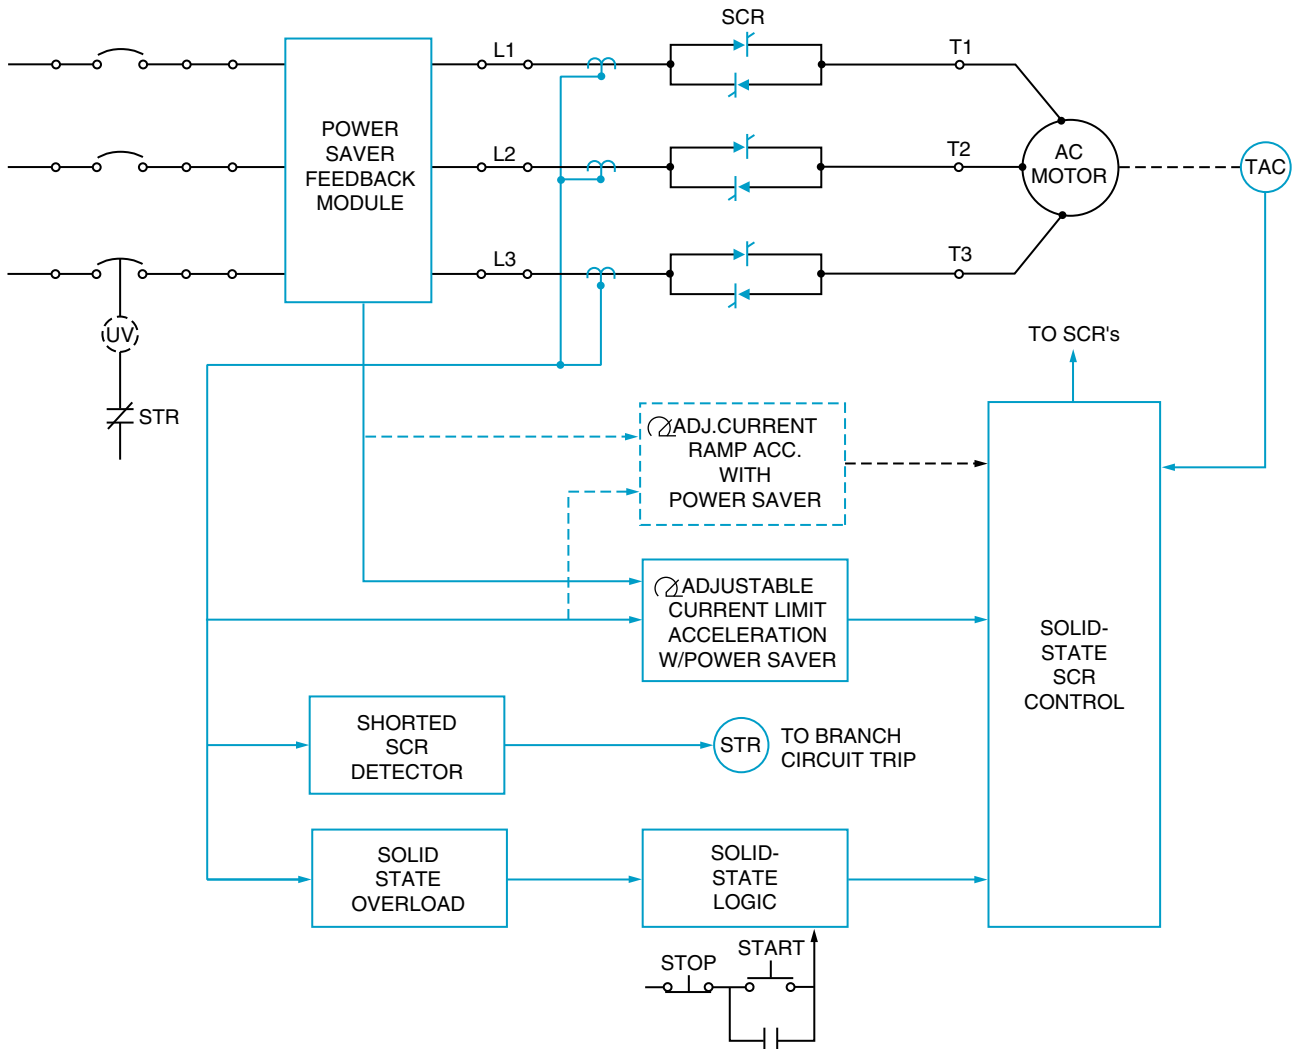 SCR
L1
T1
POWER
SAVER
FEEDBACK
MODULE
L2
T2
AC
MOTOR
TAC
L3
T3
UV
STR
TO SCR's
ADJ.CURRENT
RAMP ACC.
WITH
POWER SAVER
ADJUSTABLE
CURRENT LIMIT
ACCELERATION
W/POWER SAVER
SOLID-
STATE
SCR
CONTROL
SHORTED
SCR
DETECTOR
STR
TO BRANCH
CIRCUIT TRIP
SOLID
STATE
OVERLOAD
SOLID-
STATE
LOGIC
STOP
START